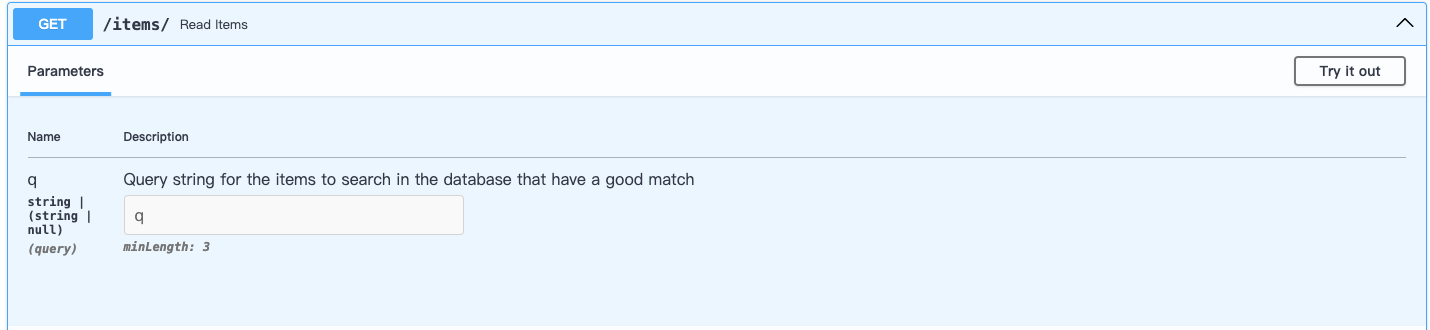 GET /items/ Read Items
Parameters
Try it out
Name Description
q Query string for the items to search in the database that have a good match
string |
(string |
null)
(query)
q
minLength: 3